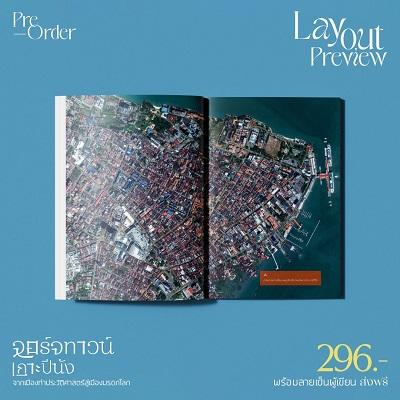 Pre
—Order
Layout
Preview
จอร์จทาวน์
เกาะปีนัง
จากเมืองท่าประวัติศาสตร์สู่เมืองมรดกโลก
296.-
พร้อมลายเซ็นผู้เขียน ส่งฟรี